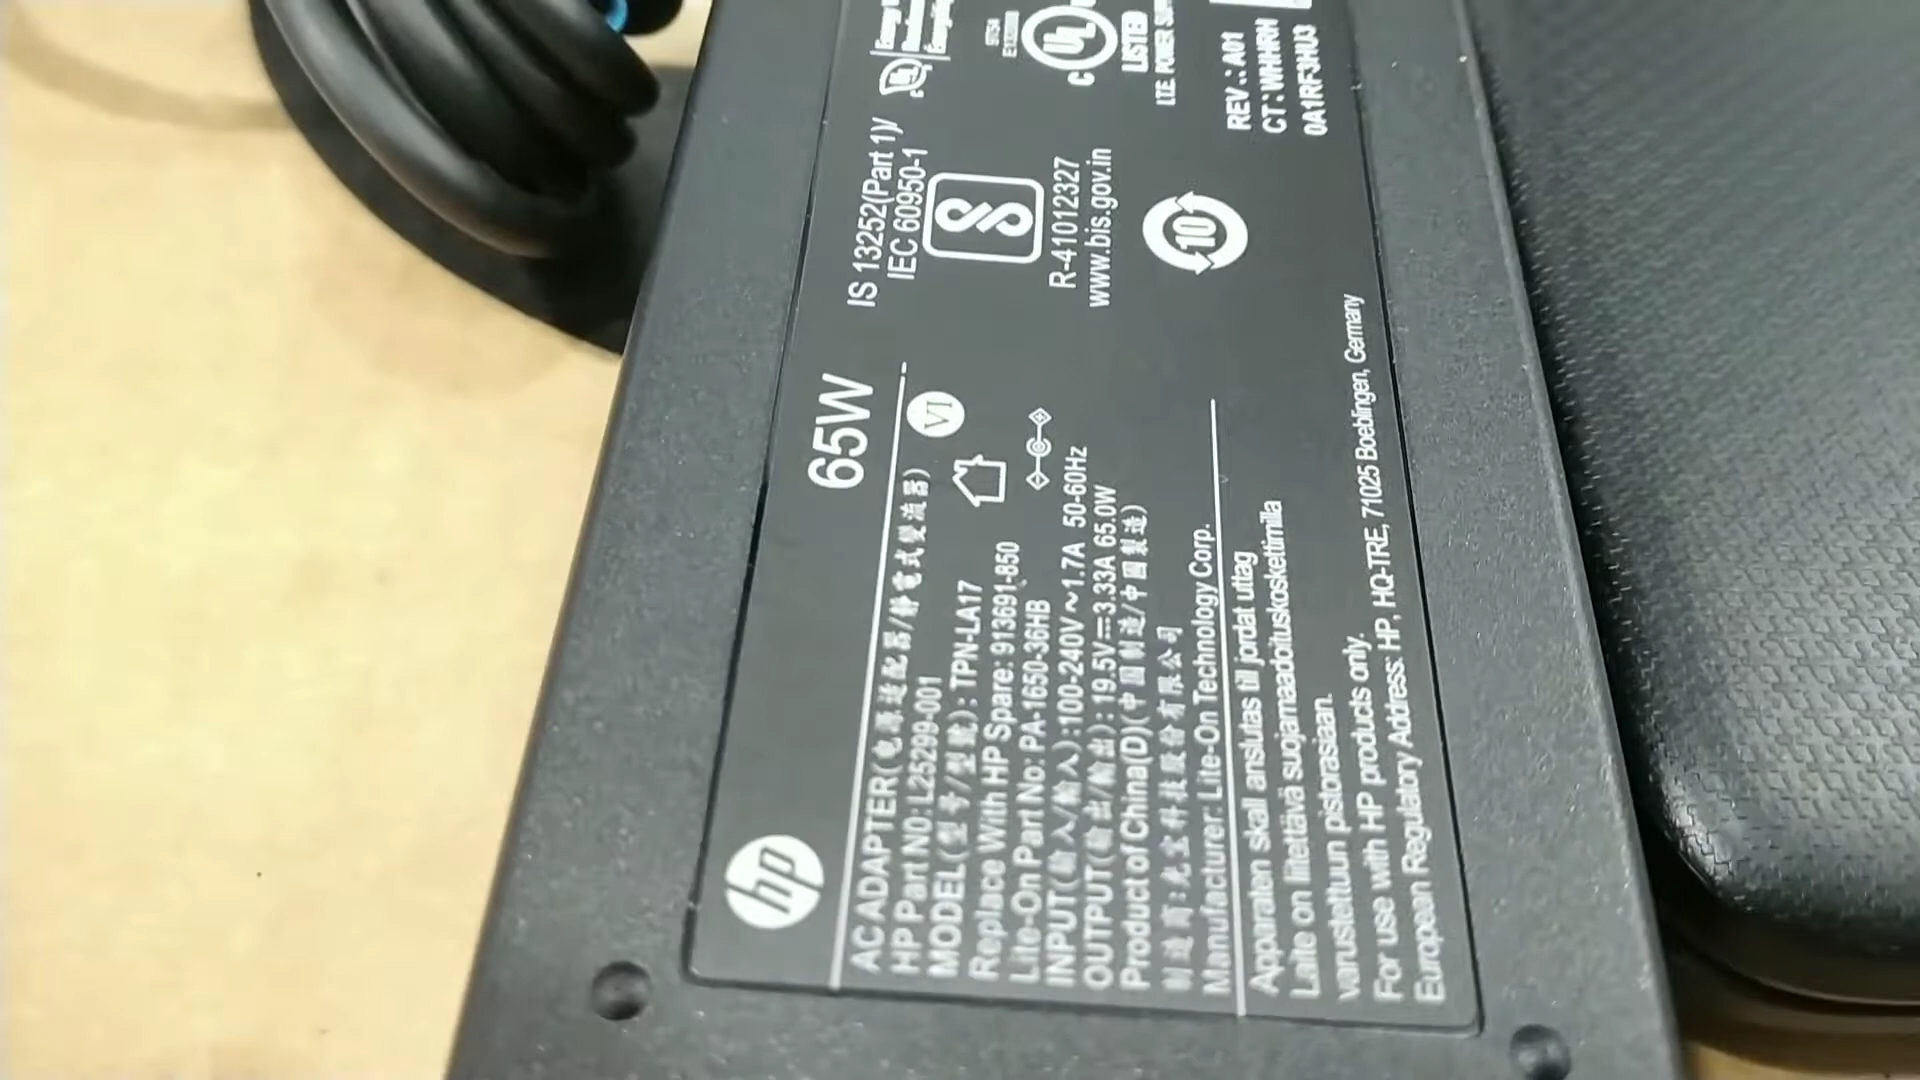 hp
65W
AC ADAPTER(电源适配器/靜電式變流器)
HP Part NO: L25299-001
MODEL(型号/型號): TPN-LA17
VI
Replace With HP Spare: 913691-850
Lite-On Part No: PA-1650-36HB
INPUT(输入/輸入):100-240V~1.7A 50-60Hz
OUTPUT(输出/輸出):19.5V⎓3.33A 65.0W
Product of China(D)(中国制造/中國製造)
制造商:光宝科技股份有限公司
Manufacturer: Lite-On Technology Corp.
Apparaten skall anslutas till jordat uttag
Laite on liitettävä suojamaadoituskoskettimilla
varustettuun pistorasiaan.
For use with HP products only.
European Regulatory Address: HP, HQ-TRE, 71025 Boeblingen, Germany
IS 13252(Part 1)/
IEC 60950-1
R-41012327
www.bis.gov.in
10
UL
c UL
LISTED
I.T.E. POWER
REV.: A01
CT: WHHRH
0A1RF3HU3